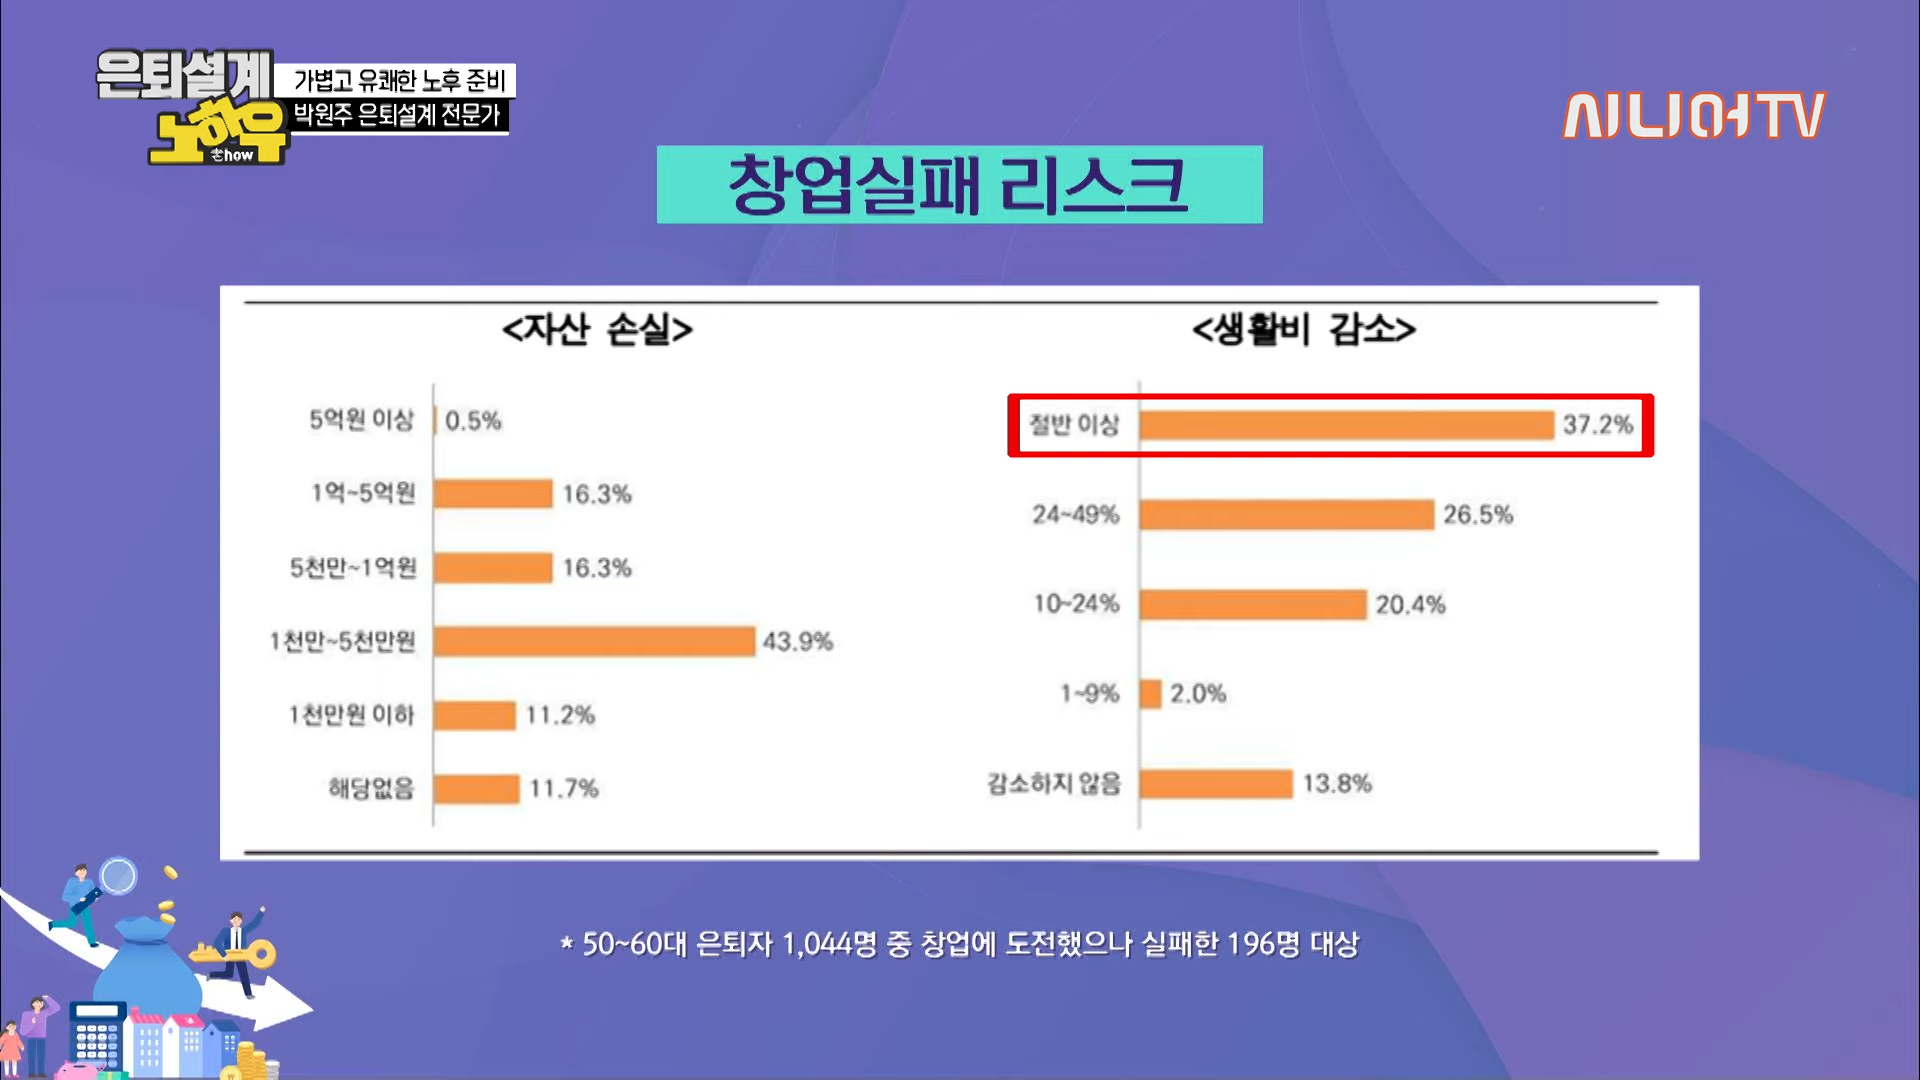 은퇴설계
노하우
쑈how
가볍고 유쾌한 노후 준비
박원주 은퇴설계 전문가
시니어TV
창업실패 리스크
<자산 손실>
5억원 이상 0.5%
1억~5억원 16.3%
5천만~1억원 16.3%
1천만~5천만원 43.9%
1천만원 이하 11.2%
해당없음 11.7%
<생활비 감소>
절반 이상 37.2%
24~49% 26.5%
10~24% 20.4%
1~9% 2.0%
감소하지 않음 13.8%
* 50~60대 은퇴자 1,044명 중 창업에 도전했으나 실패한 196명 대상